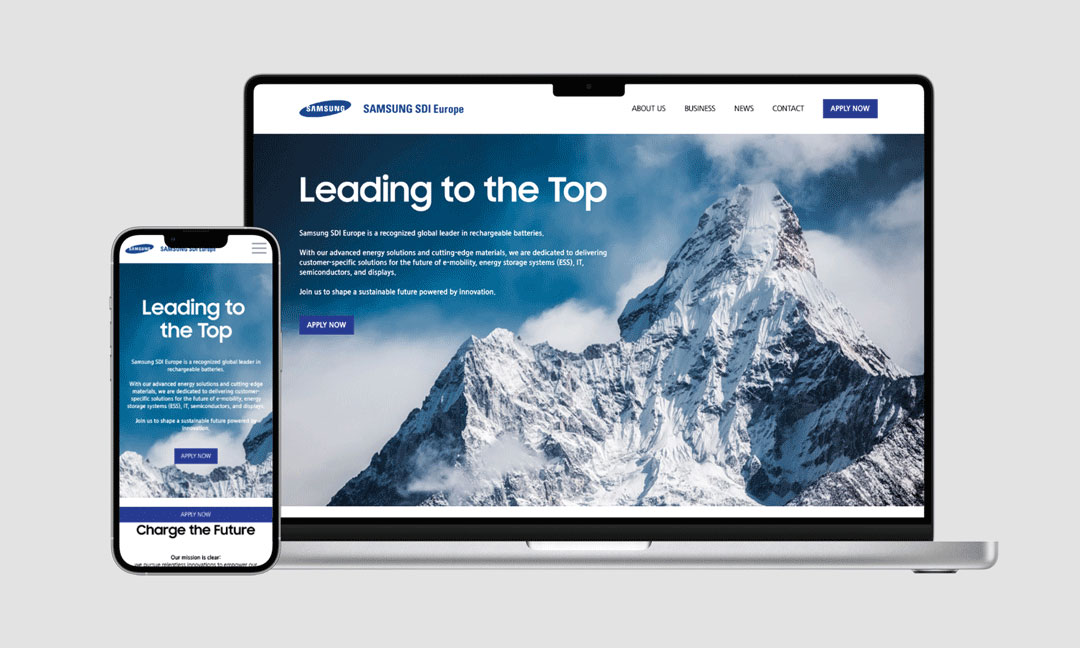 SAMSUNG
SAMSUNG SDI Europe
ABOUT US
BUSINESS
NEWS
CONTACT
APPLY NOW
Leading to the Top
Samsung SDI Europe is a recognized global leader in rechargeable batteries.
With our advanced energy solutions and cutting-edge materials, we are dedicated to delivering
customer-specific solutions for the future of e-mobility, energy storage systems (ESS), IT,
semiconductors, and displays.
Join us to shape a sustainable future powered by innovation.
APPLY NOW
SAMSUNG
SAMSUNG SDI Europe
Leading to
the Top
Samsung SDI Europe is a recognized global leader in
rechargeable batteries.
With our advanced energy solutions and cutting-edge
materials, we are dedicated to delivering customer-
specific solutions for the future of e-mobility, energy
storage systems (ESS), IT, semiconductors, and displays.
Join us to shape a sustainable future powered by
innovation.
APPLY NOW
APPLY NOW
Charge the Future
Our mission is clear:
we pursue relentless innovations to empower our